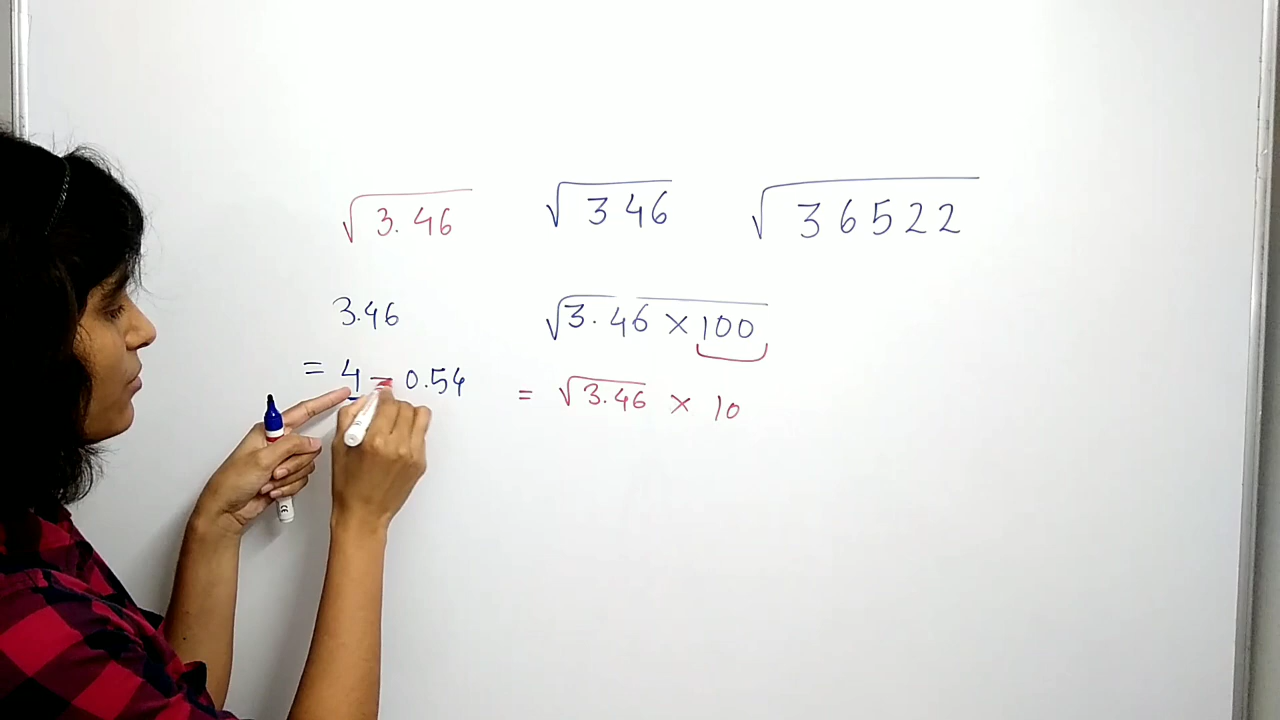 √3.46 √346 √36522
3.46 √3.46 × 100
= 4 - 0.54 = √3.46 × 10